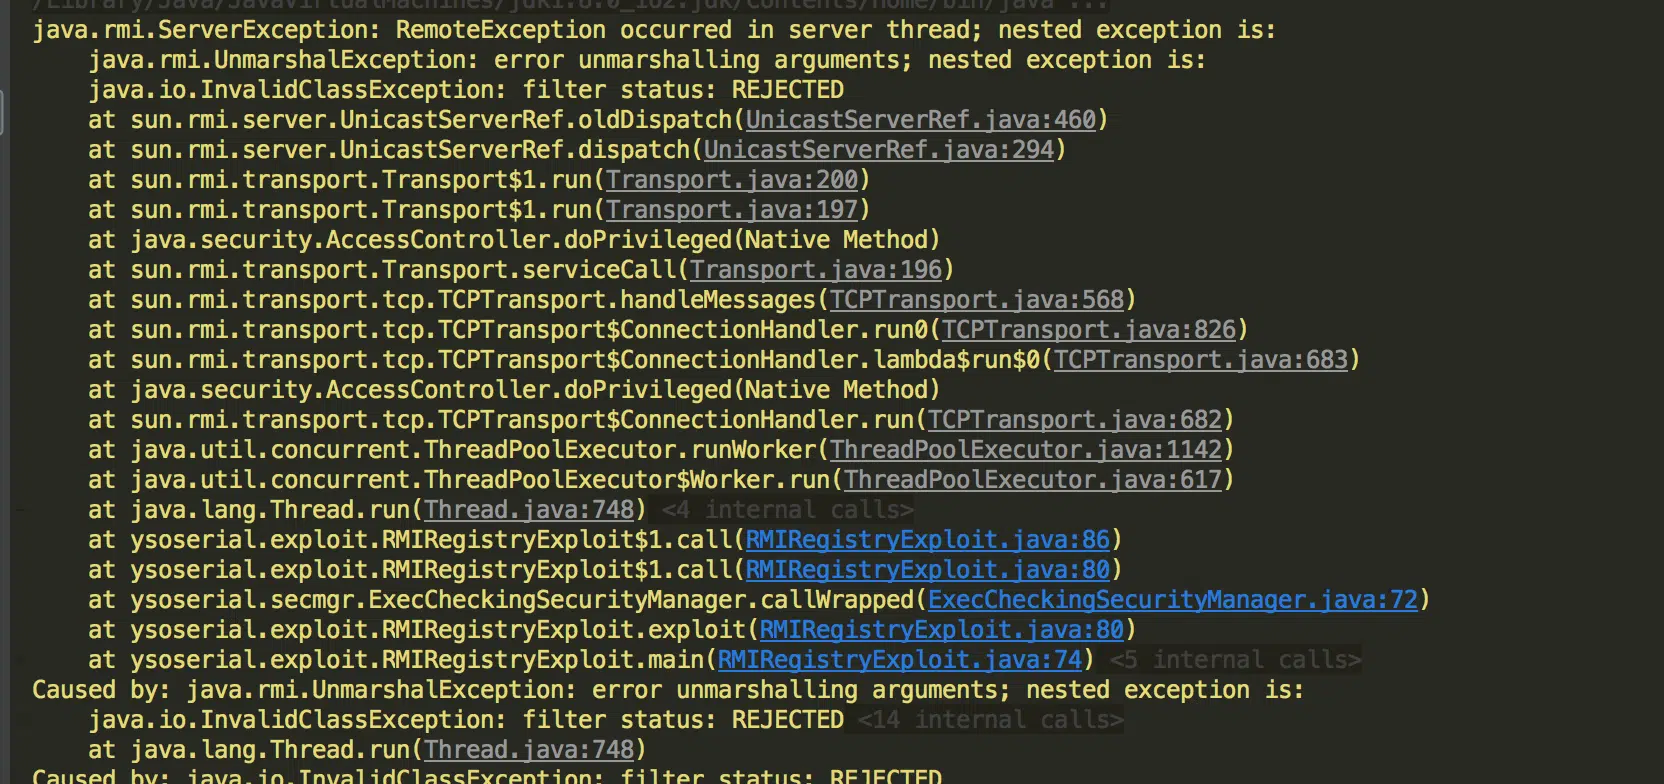 /Library/Java/JavaVirtualMachines/jdk1.8.0_162.jdk/Contents/Home/bin/java ...
java.rmi.ServerException: RemoteException occurred in server thread; nested exception is:
java.rmi.UnmarshalException: error unmarshalling arguments; nested exception is:
java.io.InvalidClassException: filter status: REJECTED
at sun.rmi.server.UnicastServerRef.oldDispatch(UnicastServerRef.java:460)
at sun.rmi.server.UnicastServerRef.dispatch(UnicastServerRef.java:294)
at sun.rmi.transport.Transport$1.run(Transport.java:200)
at sun.rmi.transport.Transport$1.run(Transport.java:197)
at java.security.AccessController.doPrivileged(Native Method)
at sun.rmi.transport.Transport.serviceCall(Transport.java:196)
at sun.rmi.transport.tcp.TCPTransport.handleMessages(TCPTransport.java:568)
at sun.rmi.transport.tcp.TCPTransport$ConnectionHandler.run0(TCPTransport.java:826)
at sun.rmi.transport.tcp.TCPTransport$ConnectionHandler.lambda$run$0(TCPTransport.java:683)
at java.security.AccessController.doPrivileged(Native Method)
at sun.rmi.transport.tcp.TCPTransport$ConnectionHandler.run(TCPTransport.java:682)
at java.util.concurrent.ThreadPoolExecutor.runWorker(ThreadPoolExecutor.java:1142)
at java.util.concurrent.ThreadPoolExecutor$Worker.run(ThreadPoolExecutor.java:617)
at java.lang.Thread.run(Thread.java:748) <4 internal calls>
at ysoserial.exploit.RMIRegistryExploit$1.call(RMIRegistryExploit.java:86)
at ysoserial.exploit.RMIRegistryExploit$1.call(RMIRegistryExploit.java:80)
at ysoserial.secmgr.ExecCheckingSecurityManager.callWrapped(ExecCheckingSecurityManager.java:72)
at ysoserial.exploit.RMIRegistryExploit.exploit(RMIRegistryExploit.java:80)
at ysoserial.exploit.RMIRegistryExploit.main(RMIRegistryExploit.java:74) <5 internal calls>
Caused by: java.rmi.UnmarshalException: error unmarshalling arguments; nested exception is:
java.io.InvalidClassException: filter status: REJECTED <14 internal calls>
at java.lang.Thread.run(Thread.java:748)
Caused by: java.io.InvalidClassException: filter status: REJECTED